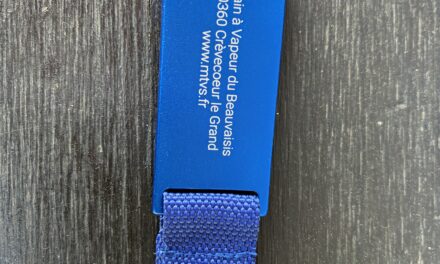 ain à Vapeur du Beauvaisis
0360 Crèvecoeur le Grand
www.mtvs.fr